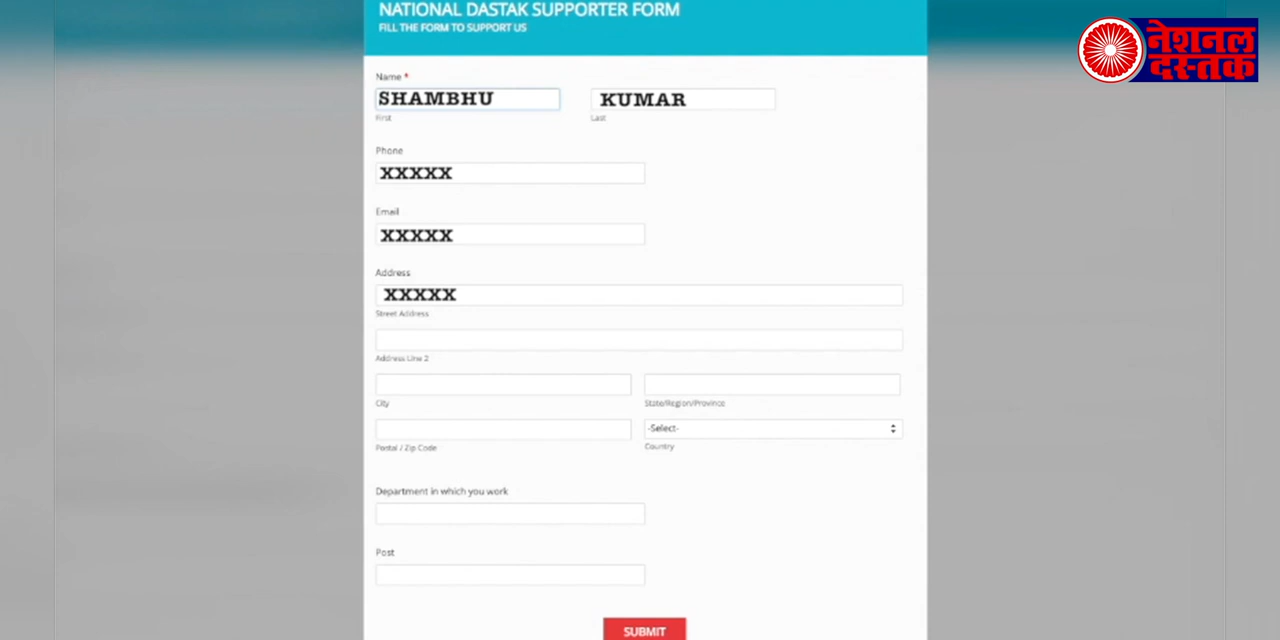 NATIONAL DASTAK SUPPORTER FORM
FILL THE FORM TO SUPPORT US
नेशनल
दस्तक
Name *
SHAMBHU KUMAR
First Last
Phone
XXXXX
Email
XXXXX
Address
XXXXX
Street Address
Address Line 2
City State/Region/Province
-Select-
Postal / Zip Code Country
Department in which you work
Post
SUBMIT